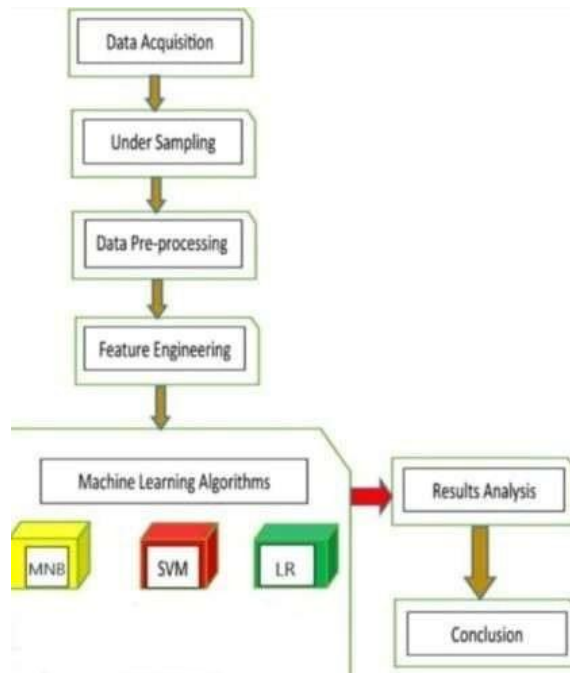 Data Acquisition
Under Sampling
Data Pre-processing
Feature Engineering
Machine Learning Algorithms
MNB
SVM
LR
Results Analysis
Conclusion